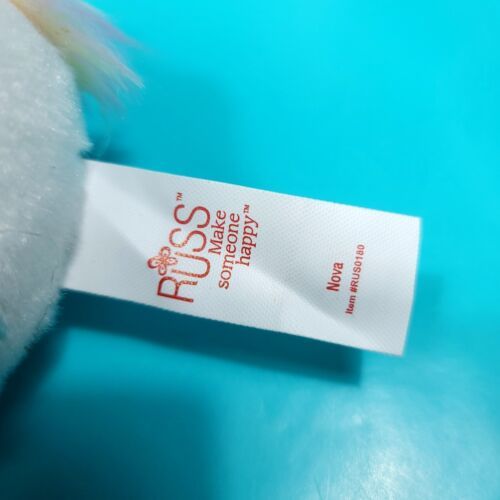 RUSS™
Make
someone
happy™
Nova
Item #RUS0180